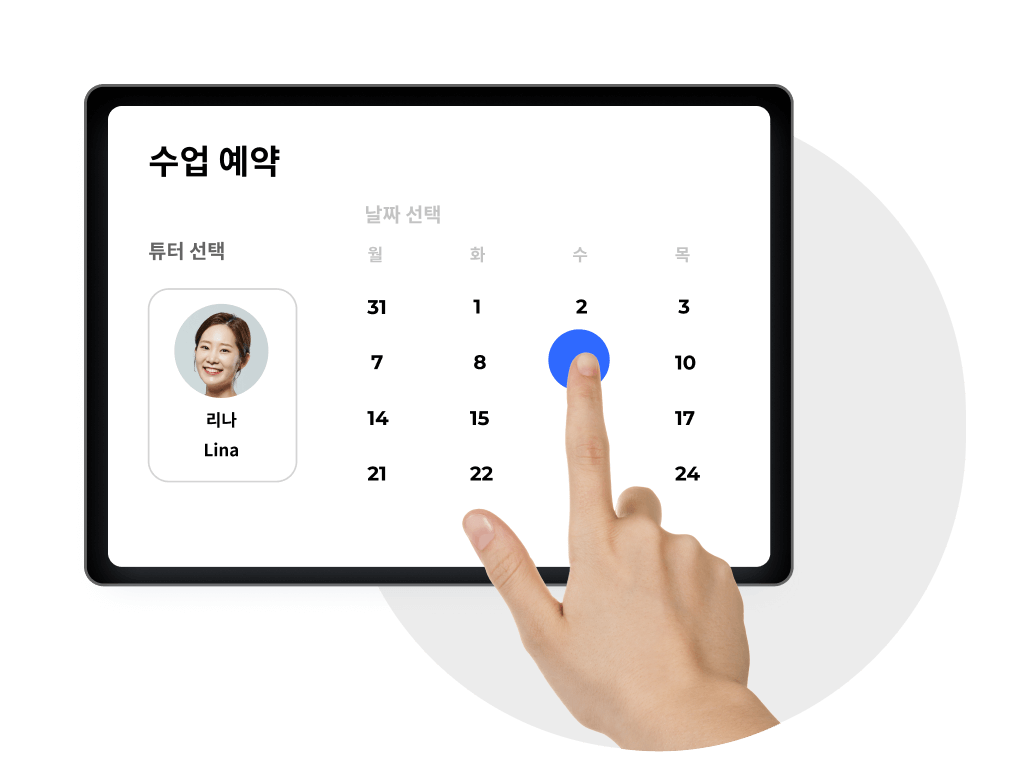 수업 예약
튜터 선택
리나
Lina
날짜 선택
월 화 수 목
31 1 2 3
7 8 10
14 15 17
21 22 24